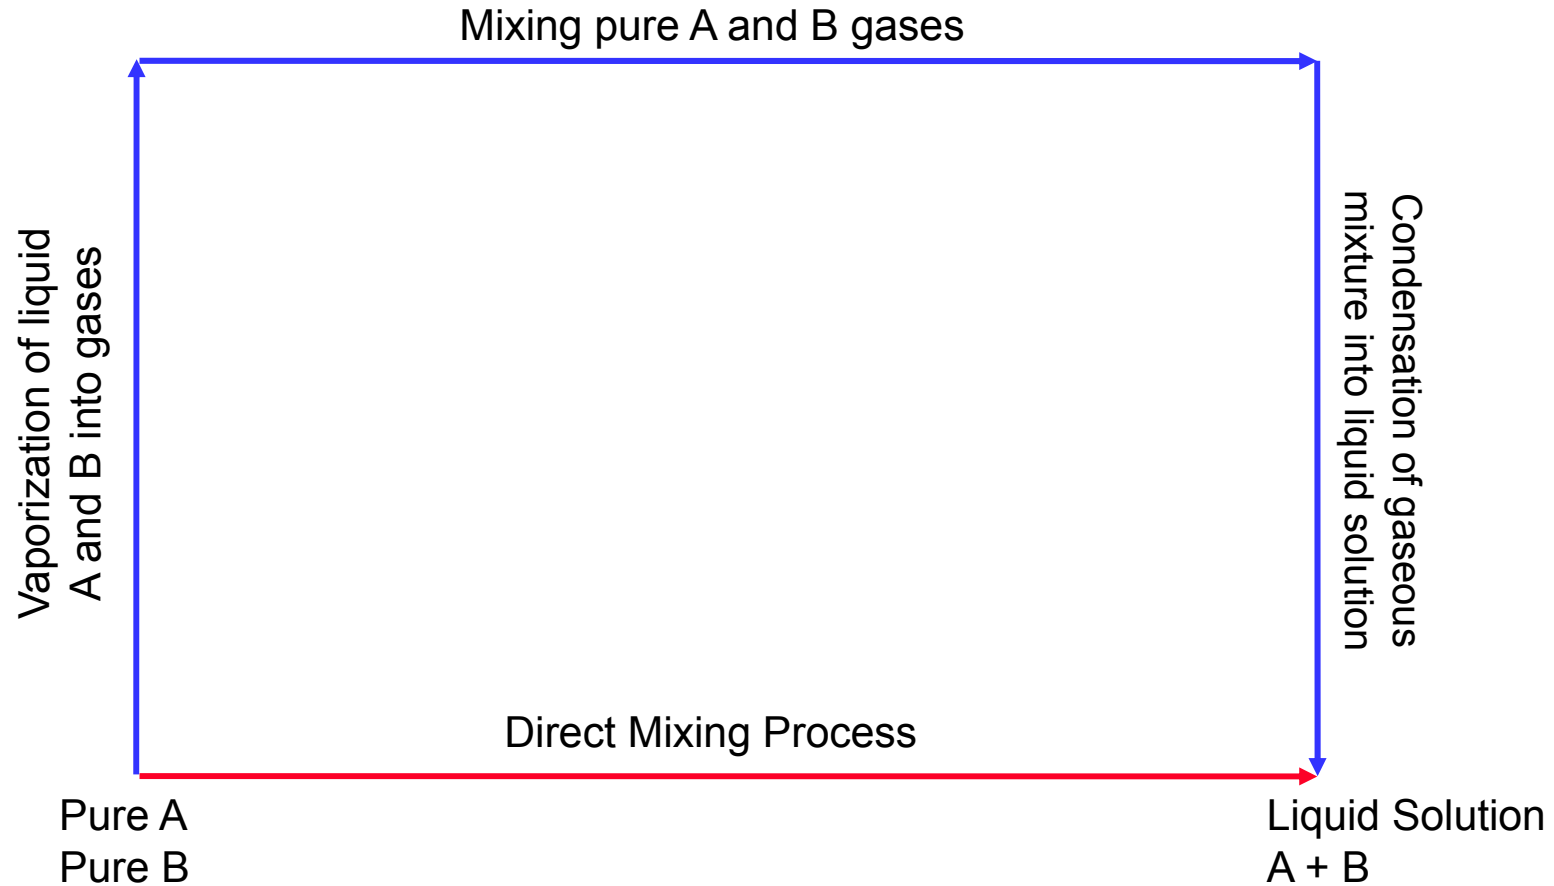 Mixing pure A and B gases
Vaporization of liquid
A and B into gases
Condensation of gaseous
mixture into liquid solution
Direct Mixing Process
Pure A
Pure B
Liquid Solution
A + B